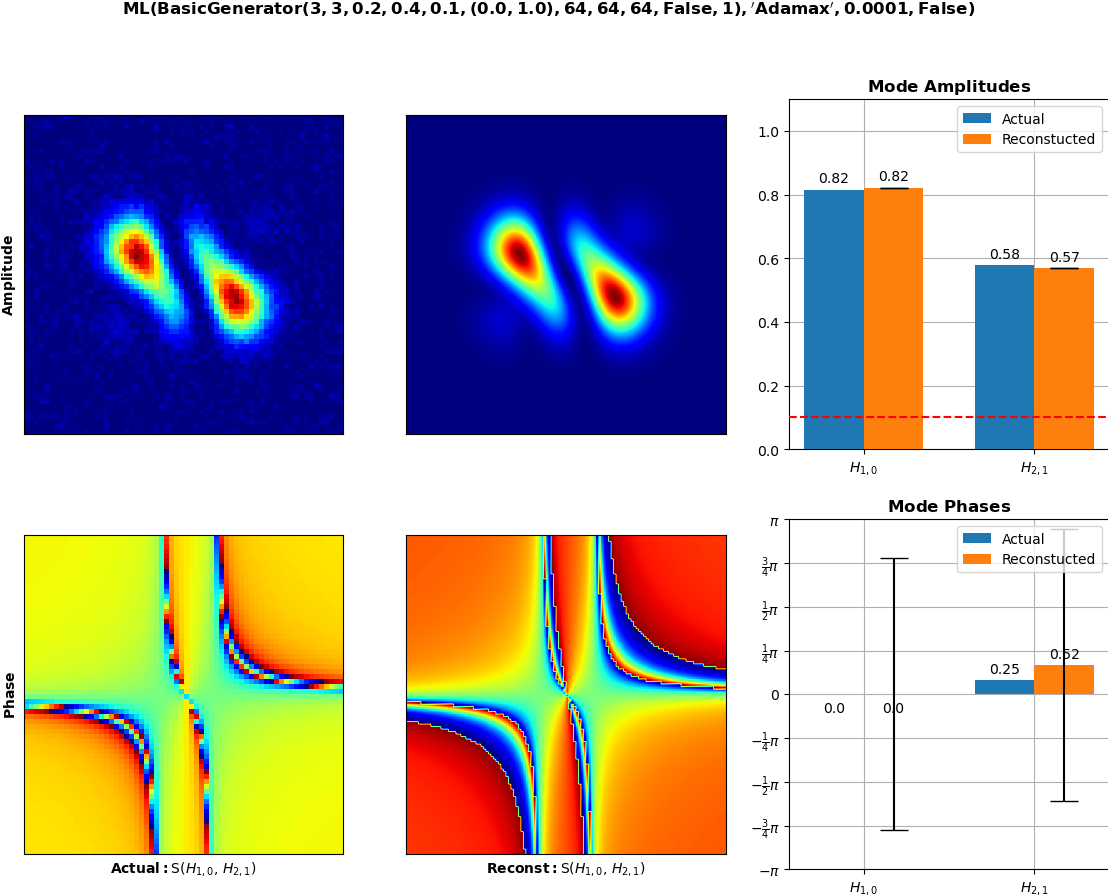 ML(BasicGenerator(3, 3, 0.2, 0.4, 0.1, (0.0, 1.0), 64, 64, 64, False, 1), ′Adamax′, 0.0001, False)
Amplitude
Mode Amplitudes
Actual
Reconstucted
1.0
0.8
0.6
0.4
0.2
0.0
0.82
0.82
0.58
0.57
H1, 0
H2, 1
Phase
Actual: S(H1, 0, H2, 1)
Reconst: S(H1, 0, H2, 1)
Mode Phases
Actual
Reconstucted
π
3/4π
1/2π
1/4π
0
−1/4π
−1/2π
−3/4π
−π
0.0
0.0
0.25
0.52
H1, 0
H2, 1